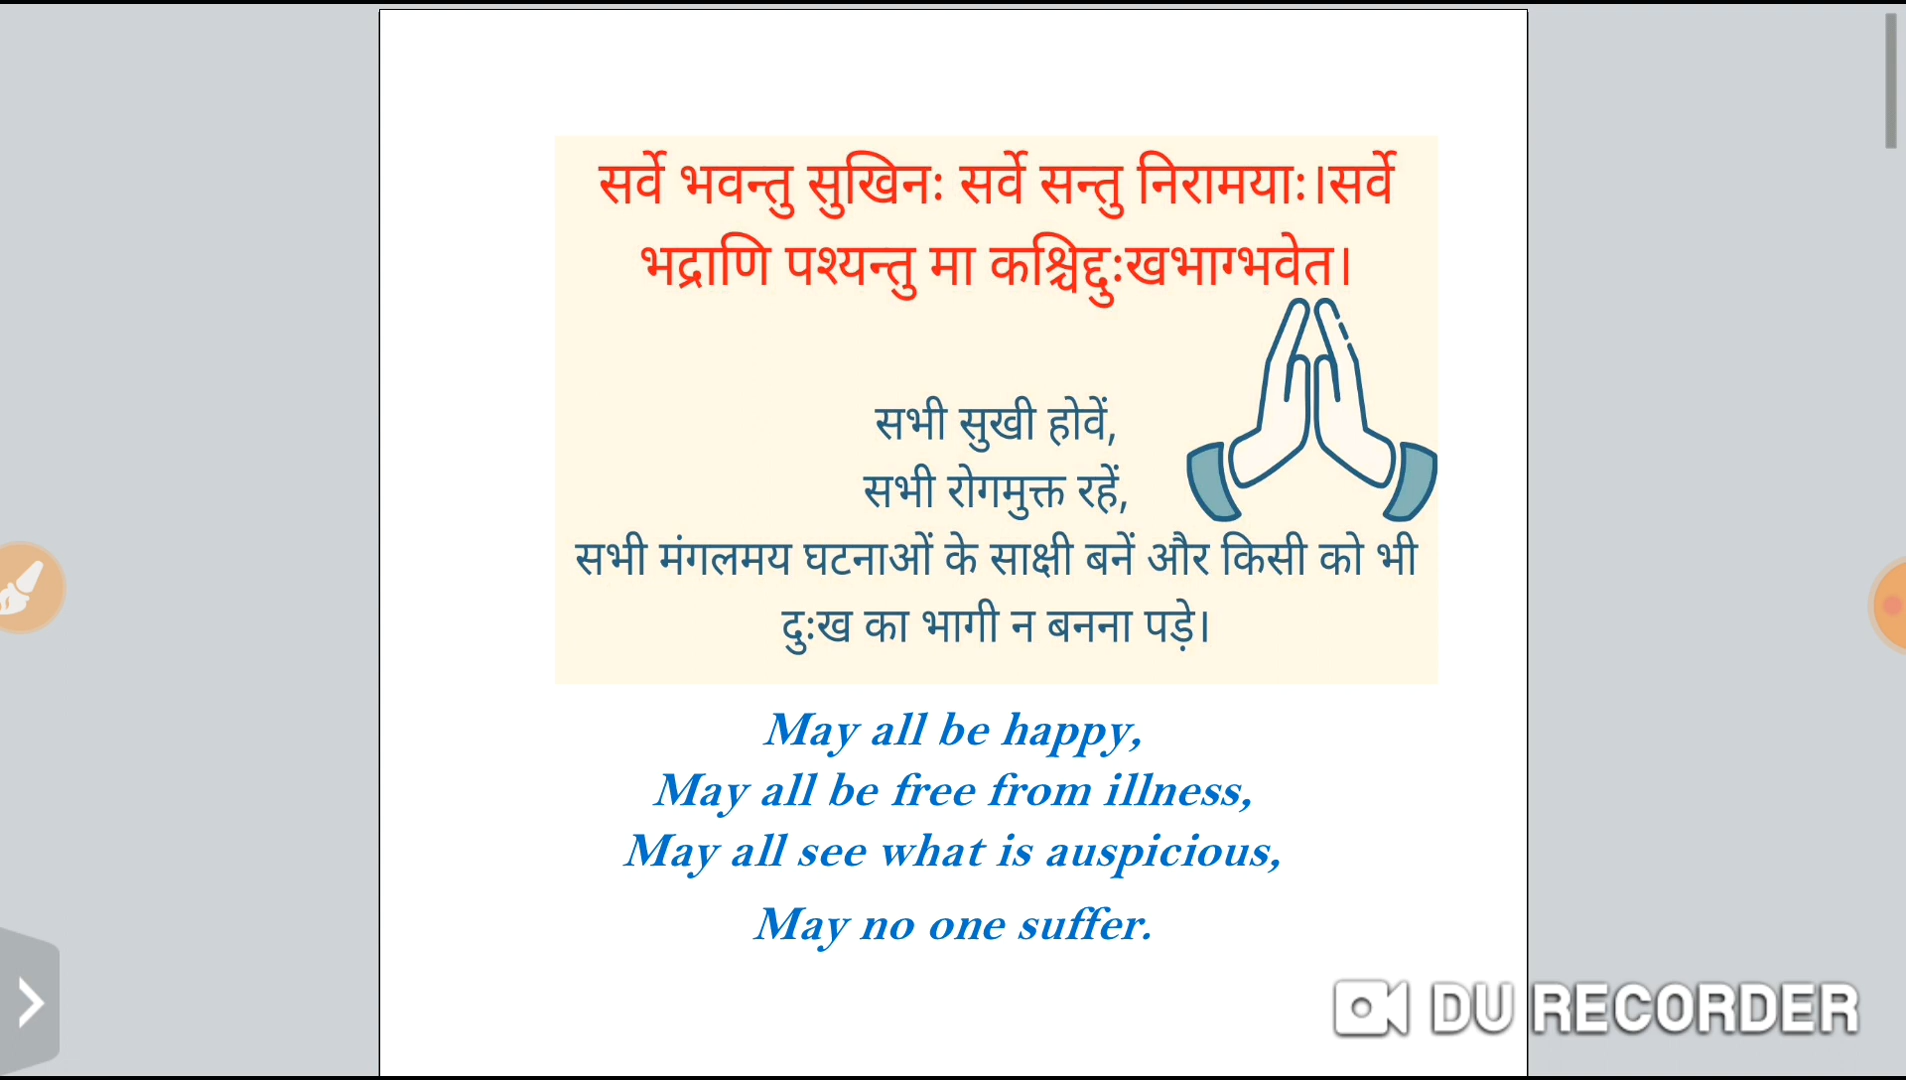 सर्वे भवन्तु सुखिनः सर्वे सन्तु निरामयाः।सर्वे
भद्राणि पश्यन्तु मा कश्चिद्दुःखभाग्भवेत।
सभी सुखी होवें,
सभी रोगमुक्त रहें,
सभी मंगलमय घटनाओं के साक्षी बनें और किसी को भी
दुःख का भागी न बनना पड़े।
May all be happy,
May all be free from illness,
May all see what is auspicious,
May no one suffer.
DU RECORDER